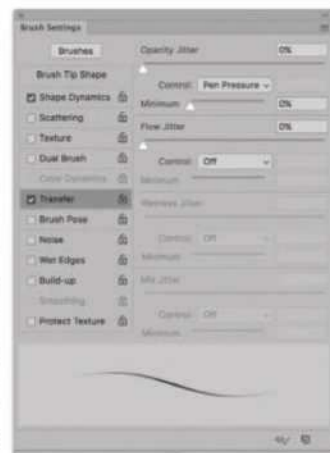 Brush Settings
Brushes
Brush Tip Shape
Shape Dynamics
Scattering
Texture
Dual Brush
Color Dynamics
Transfer
Brush Pose
Noise
Wet Edges
Build-up
Smoothing
Protect Texture
Opacity Jitter 0%
Control: Pen Pressure
Minimum 0%
Flow Jitter 0%
Control: Off
Minimum
Wetness Jitter
Control: Off
Minimum
Mix Jitter
Control: Off
Minimum